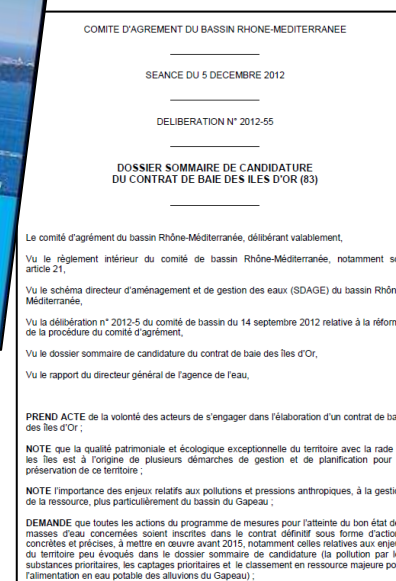 COMITE D'AGREMENT DU BASSIN RHONE-MEDITERRANEE
SEANCE DU 5 DECEMBRE 2012
DELIBERATION N° 2012-55
DOSSIER SOMMAIRE DE CANDIDATURE
DU CONTRAT DE BAIE DES ILES D'OR (83)
Le comité d'agrément du bassin Rhône-Méditerranée, délibérant valablement,
Vu le règlement intérieur du comité de bassin Rhône-Méditerranée, notamment so
article 21,
Vu le schéma directeur d'aménagement et de gestion des eaux (SDAGE) du bassin Rhôn
Méditerranée,
Vu la délibération n° 2012-5 du comité de bassin du 14 septembre 2012 relative à la réform
de la procédure du comité d'agrément,
Vu le dossier sommaire de candidature du contrat de baie des îles d'Or,
Vu le rapport du directeur général de l'agence de l'eau,
PREND ACTE de la volonté des acteurs de s'engager dans l'élaboration d'un contrat de ba
des îles d'Or ;
NOTE que la qualité patrimoniale et écologique exceptionnelle du territoire avec la rade
les îles est à l'origine de plusieurs démarches de gestion et de planification pour
préservation de ce territoire ;
NOTE l'importance des enjeux relatifs aux pollutions et pressions anthropiques, à la gesti
de la ressource, plus particulièrement du bassin du Gapeau ;
DEMANDE que toutes les actions du programme de mesures pour l'atteinte du bon état de
masses d'eau concernées soient inscrites dans le contrat définitif sous forme d'action
concrètes et précises, à mettre en œuvre avant 2015, notamment celles relatives aux enjeu
du territoire peu évoqués dans le dossier sommaire de candidature (la pollution par le
substances prioritaires, les captages prioritaires et le classement en ressource majeure po
l'alimentation en eau potable des alluvions du Gapeau) ;